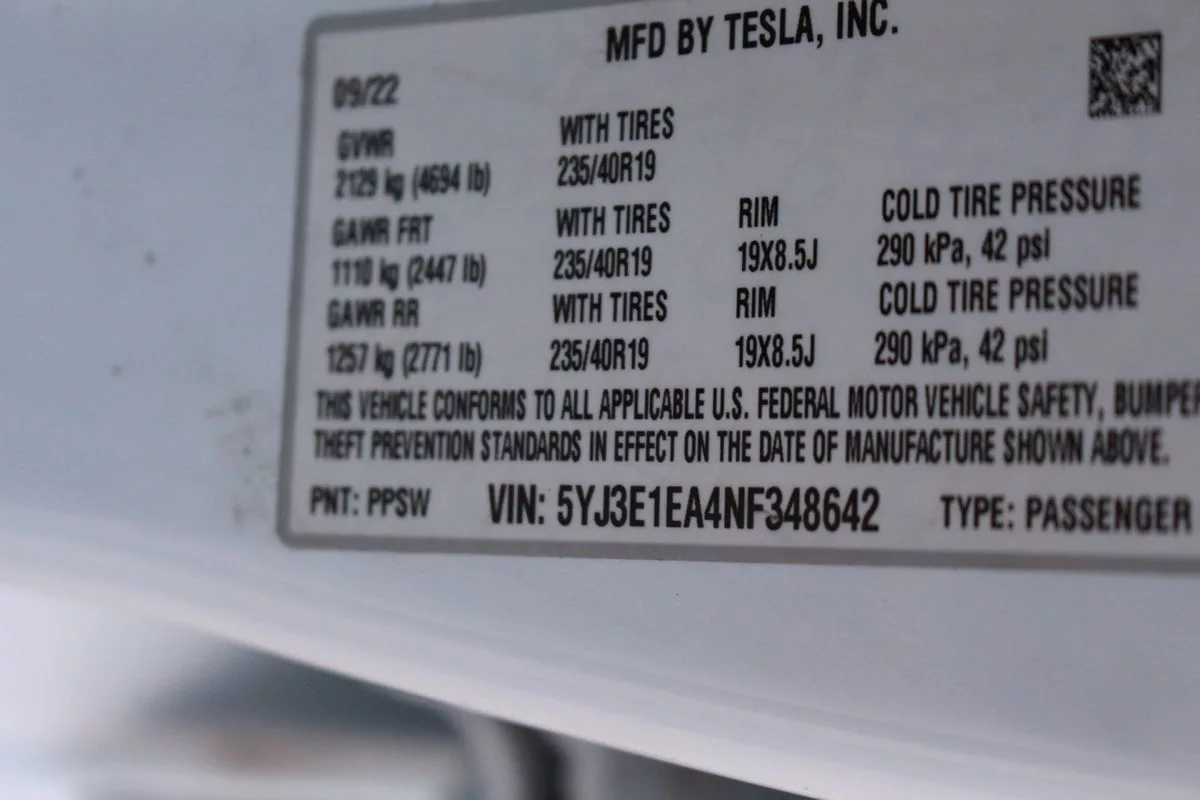 MFD BY TESLA, INC.
09/22
GVWR WITH TIRES
2129 kg (4694 lb) 235/40R19
GAWR FRT WITH TIRES RIM COLD TIRE PRESSURE
1110 kg (2447 lb) 235/40R19 19X8.5J 290 kPa, 42 psi
GAWR RR WITH TIRES RIM COLD TIRE PRESSURE
1257 kg (2771 lb) 235/40R19 19X8.5J 290 kPa, 42 psi
THIS VEHICLE CONFORMS TO ALL APPLICABLE U.S. FEDERAL MOTOR VEHICLE SAFETY, BUMPER
THEFT PREVENTION STANDARDS IN EFFECT ON THE DATE OF MANUFACTURE SHOWN ABOVE.
PNT: PPSW VIN: 5YJ3E1EA4NF348642 TYPE: PASSENGER